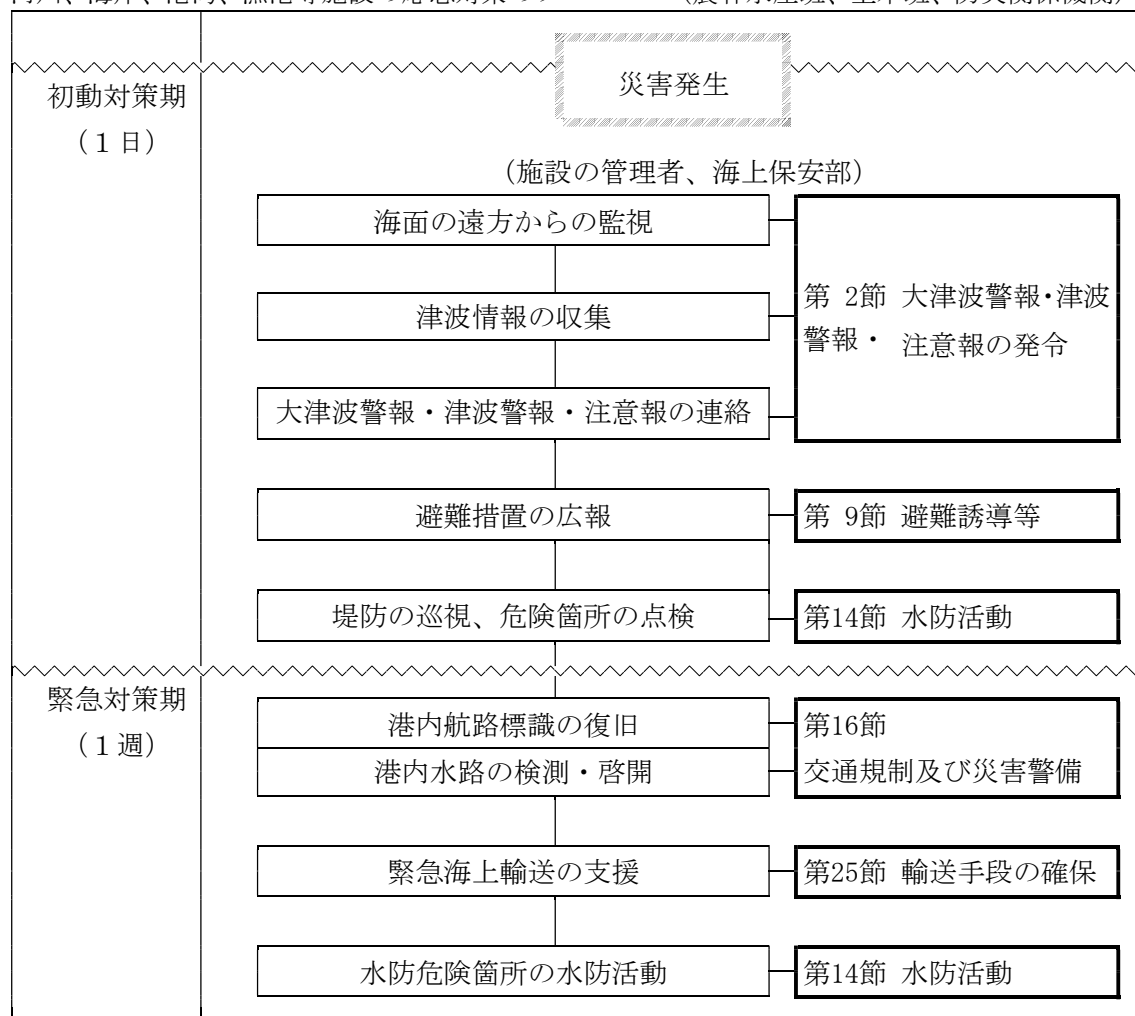 初動対策期
（１日）
災害発生
(施設の管理者、海上保安部)
海面の遠方からの監視
津波情報の収集
大津波警報・津波警報・注意報の連絡
第 2節 大津波警報・津波
警報・ 注意報の発令
避難措置の広報
第 9節 避難誘導等
堤防の巡視、危険箇所の点検
第14節 水防活動
緊急対策期
（１週）
港内航路標識の復旧
港内水路の検測・啓開
第16節
交通規制及び災害警備
緊急海上輸送の支援
第25節 輸送手段の確保
水防危険箇所の水防活動
第14節 水防活動